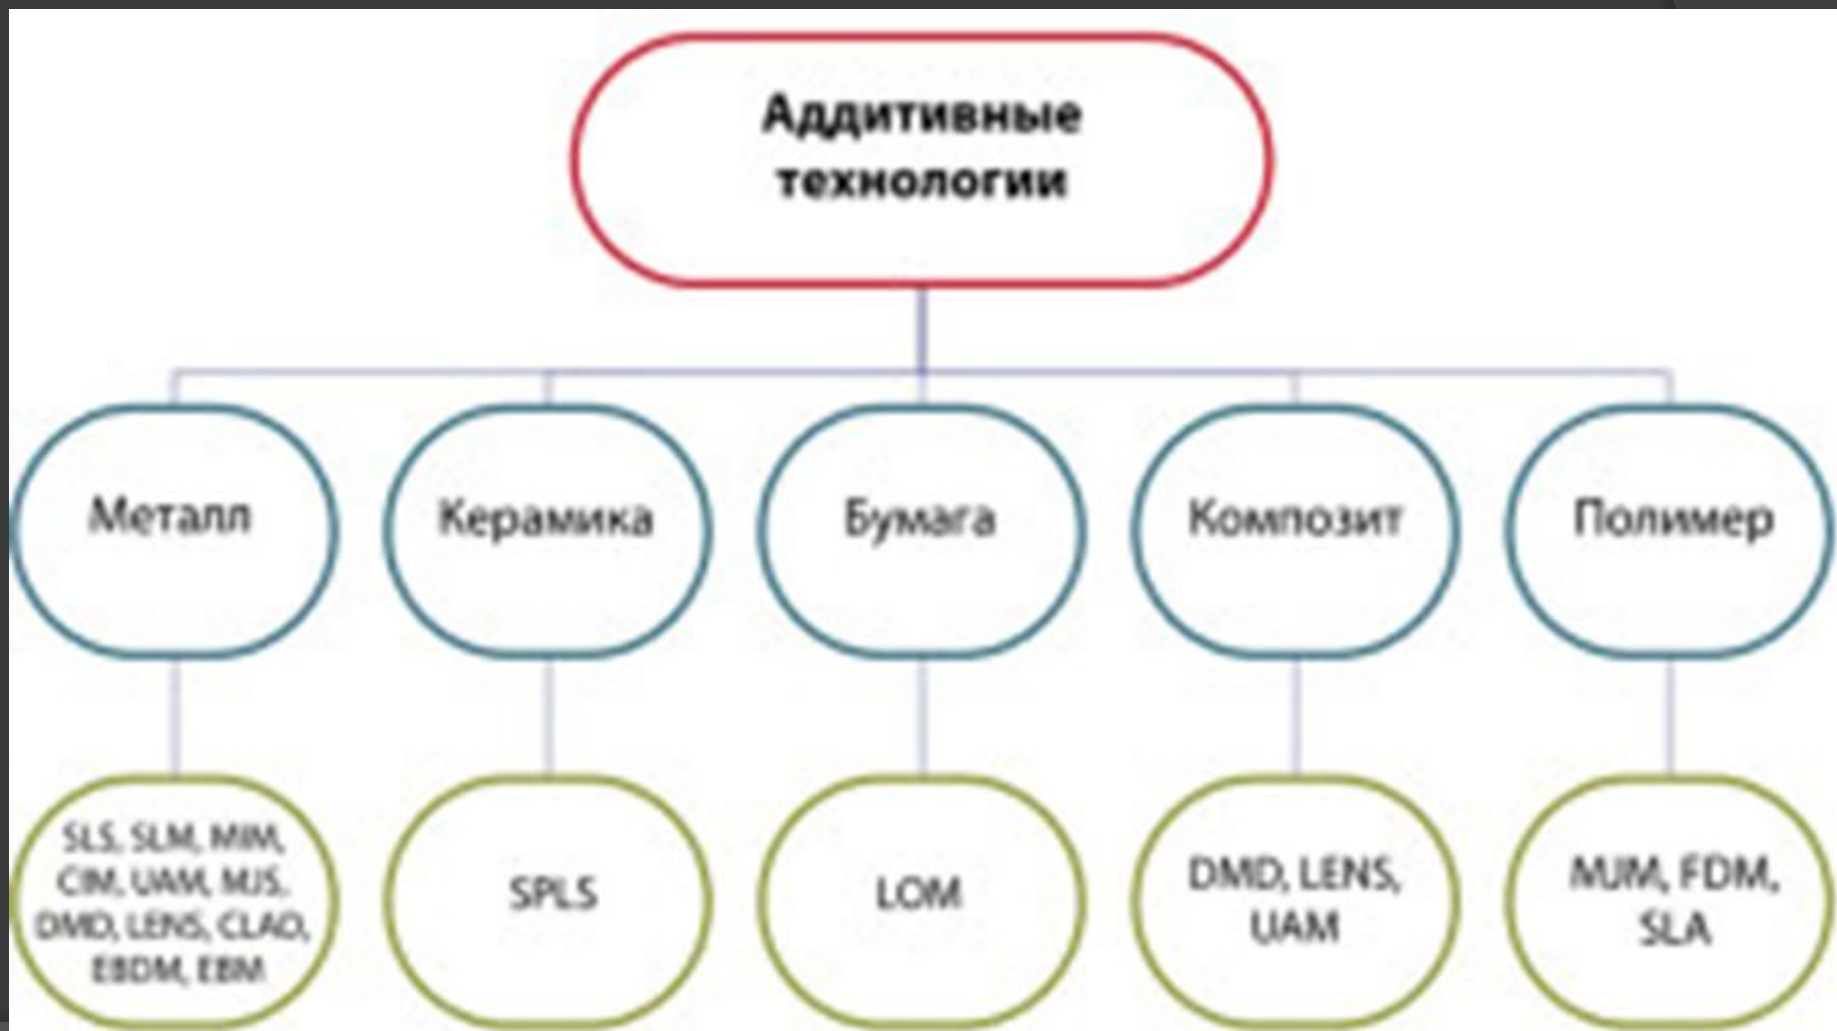 Аддитивные
технологии
Металл
Керамика
Бумага
Композит
Полимер
SLS, SLM, MIM,
CIM, UAM, MJS,
DMD, LENS, CLAD,
EBDM, EBM
SPLS
LOM
DMD, LENS,
UAM
MJM, FDM,
SLA